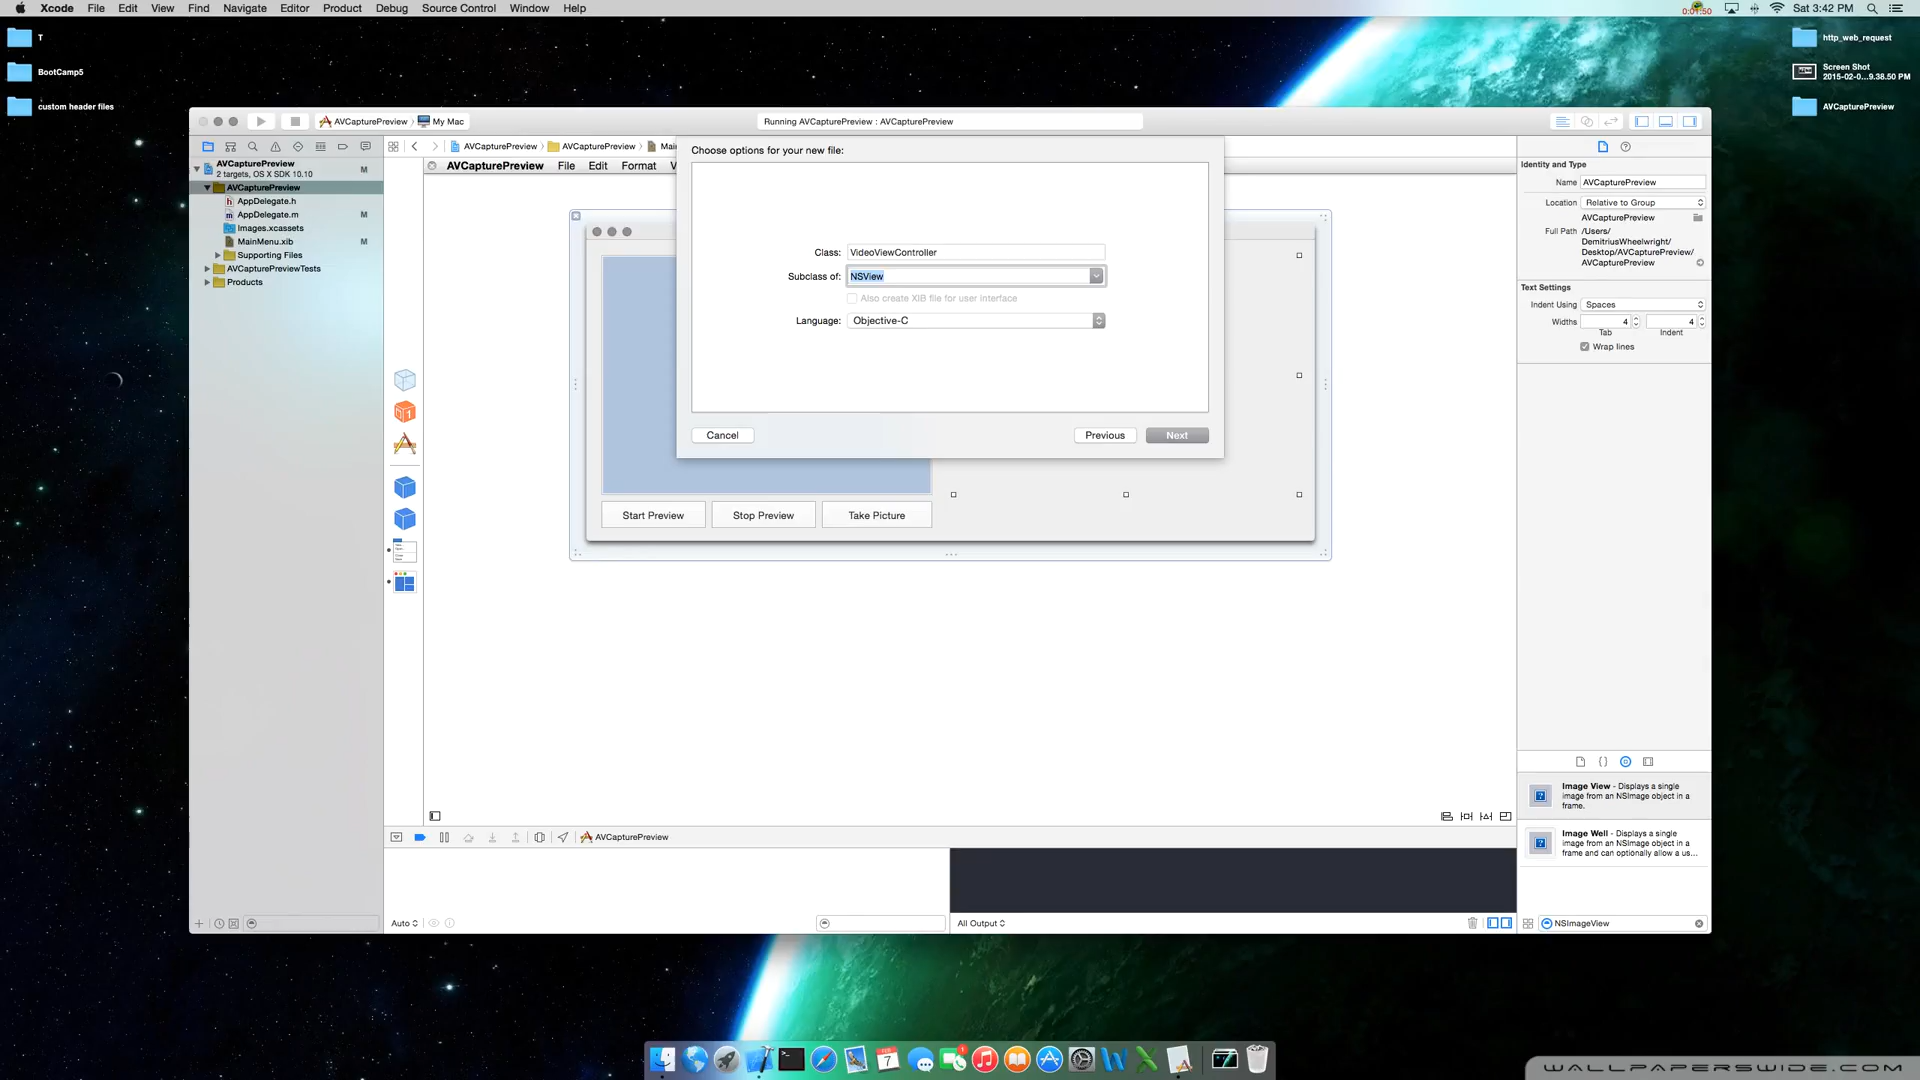 Xcode File Edit View Find Navigate Editor Product Debug Source Control Window Help
0:01:50 Sat 3:42 PM
T
BootCamp5
custom header files
http_web_request
Screen Shot
2015-02-0...9.38.50 PM
AVCapturePreview
AVCapturePreview My Mac
Running AVCapturePreview : AVCapturePreview
AVCapturePreview
2 targets, OS X SDK 10.10
M
AVCapturePreview
h AppDelegate.h
m AppDelegate.m M
Images.xcassets
MainMenu.xib M
Supporting Files
AVCapturePreviewTests
Products
AVCapturePreview AVCapturePreview Mai
AVCapturePreview File Edit Format V
Choose options for your new file:
Class: VideoViewController
Subclass of: NSView
Also create XIB file for user interface
Language: Objective-C
Cancel Previous Next
Start Preview Stop Preview Take Picture
Identity and Type
Name AVCapturePreview
Location Relative to Group
AVCapturePreview
Full Path /Users/
DemitriusWheelwright/
Desktop/AVCapturePreview/
AVCapturePreview
Text Settings
Indent Using Spaces
Widths 4 4
Tab Indent
Wrap lines
Image View - Displays a single
image from an NSImage object in a
frame.
Image Well - Displays a single
image from an NSImage object in a
frame and can optionally allow a us...
NSImageView
AVCapturePreview
Auto
All Output
FEB
7
1
WALLPAPERSWIDE.COM